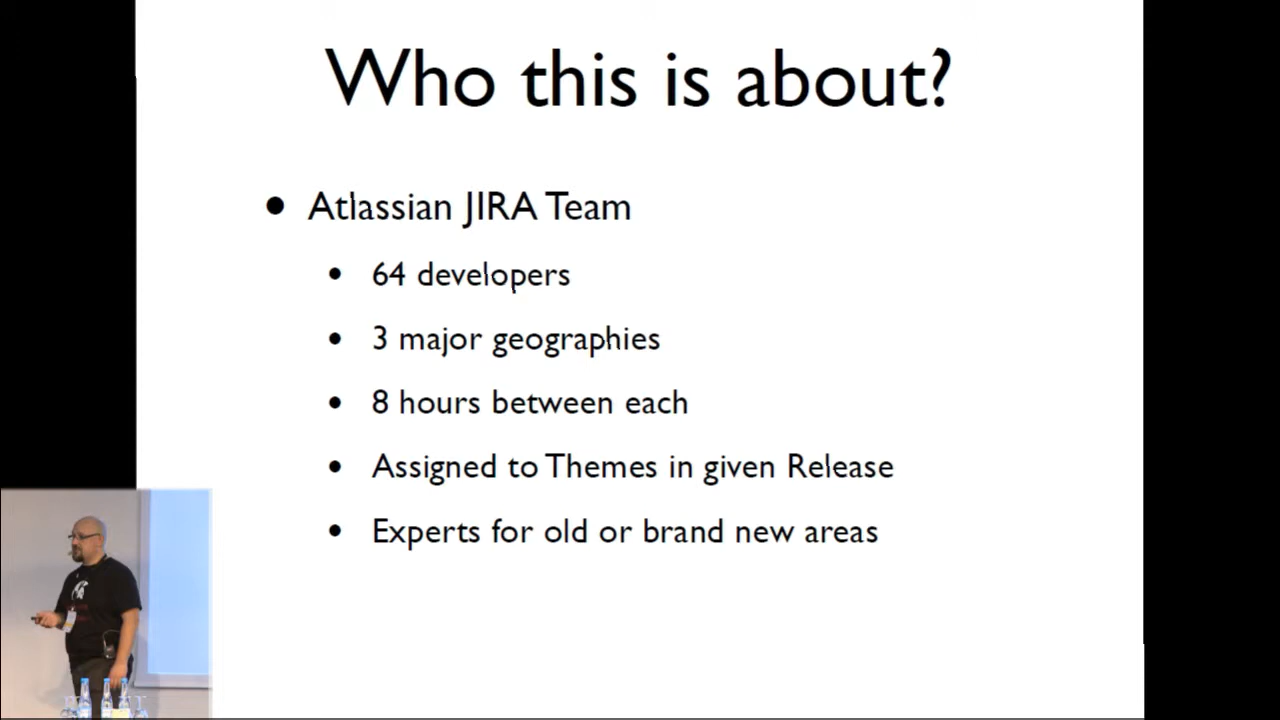 Who this is about?
• Atlassian JIRA Team
• 64 developers
• 3 major geographies
• 8 hours between each
• Assigned to Themes in given Release
• Experts for old or brand new areas